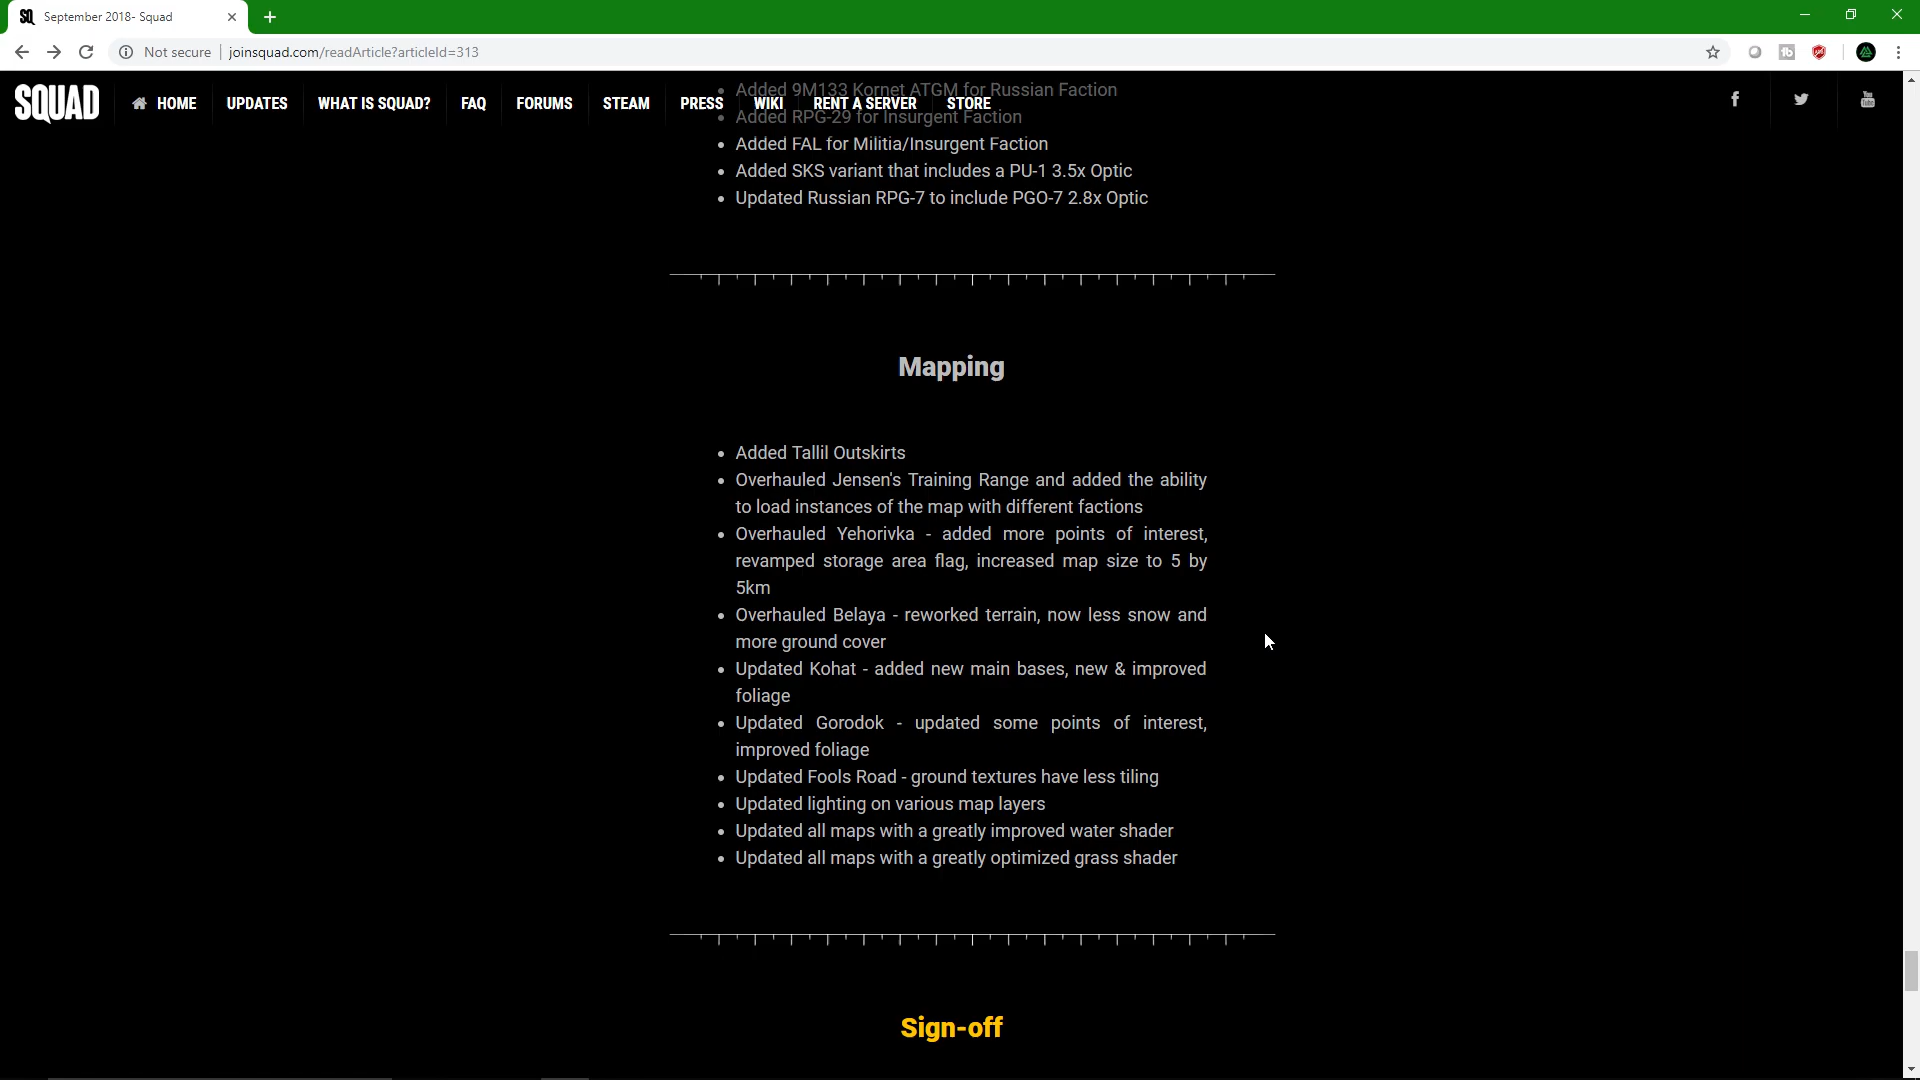 September 2018- Squad
Not secure
joinsquad.com/readArticle?articleId=313
SQUAD
HOME
UPDATES
WHAT IS SQUAD?
FAQ
FORUMS
STEAM
PRESS
WIKI
RENT A SERVER
STORE
• Added 9M133 Kornet ATGM for Russian Faction
• Added RPG-29 for Insurgent Faction
• Added FAL for Militia/Insurgent Faction
• Added SKS variant that includes a PU-1 3.5x Optic
• Updated Russian RPG-7 to include PGO-7 2.8x Optic
Mapping
• Added Tallil Outskirts
• Overhauled Jensen's Training Range and added the ability
to load instances of the map with different factions
• Overhauled Yehorivka - added more points of interest,
revamped storage area flag, increased map size to 5 by
5km
• Overhauled Belaya - reworked terrain, now less snow and
more ground cover
• Updated Kohat - added new main bases, new & improved
foliage
• Updated Gorodok - updated some points of interest,
improved foliage
• Updated Fools Road - ground textures have less tiling
• Updated lighting on various map layers
• Updated all maps with a greatly improved water shader
• Updated all maps with a greatly optimized grass shader
Sign-off